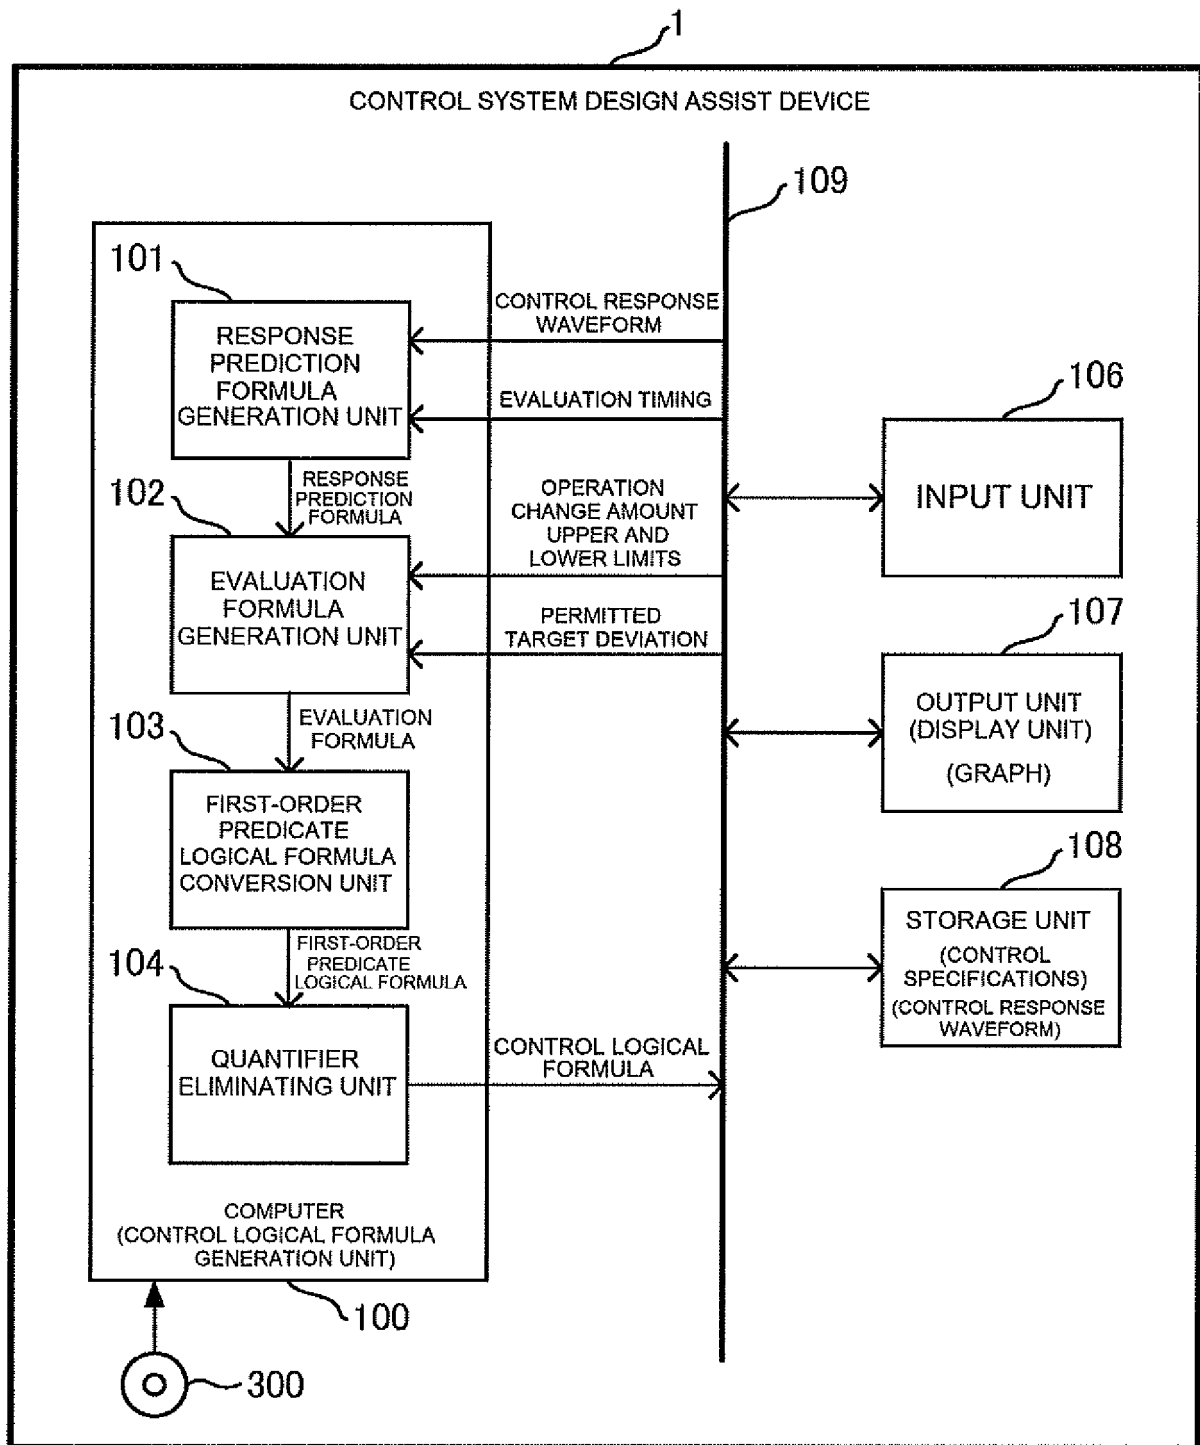 1
CONTROL SYSTEM DESIGN ASSIST DEVICE
109
101
RESPONSE
PREDICTION
FORMULA
GENERATION UNIT
CONTROL RESPONSE
WAVEFORM
EVALUATION TIMING
106
INPUT UNIT
RESPONSE
PREDICTION
FORMULA
102
EVALUATION
FORMULA
GENERATION UNIT
OPERATION
CHANGE AMOUNT
UPPER AND
LOWER LIMITS
PERMITTED
TARGET DEVIATION
107
OUTPUT UNIT
(DISPLAY UNIT)
(GRAPH)
EVALUATION
FORMULA
103
FIRST-ORDER
PREDICATE
LOGICAL FORMULA
CONVERSION UNIT
108
STORAGE UNIT
(CONTROL
SPECIFICATIONS)
(CONTROL RESPONSE
WAVEFORM)
FIRST-ORDER
PREDICATE
LOGICAL FORMULA
104
QUANTIFIER
ELIMINATING UNIT
CONTROL LOGICAL
FORMULA
COMPUTER
(CONTROL LOGICAL FORMULA
GENERATION UNIT)
100
300